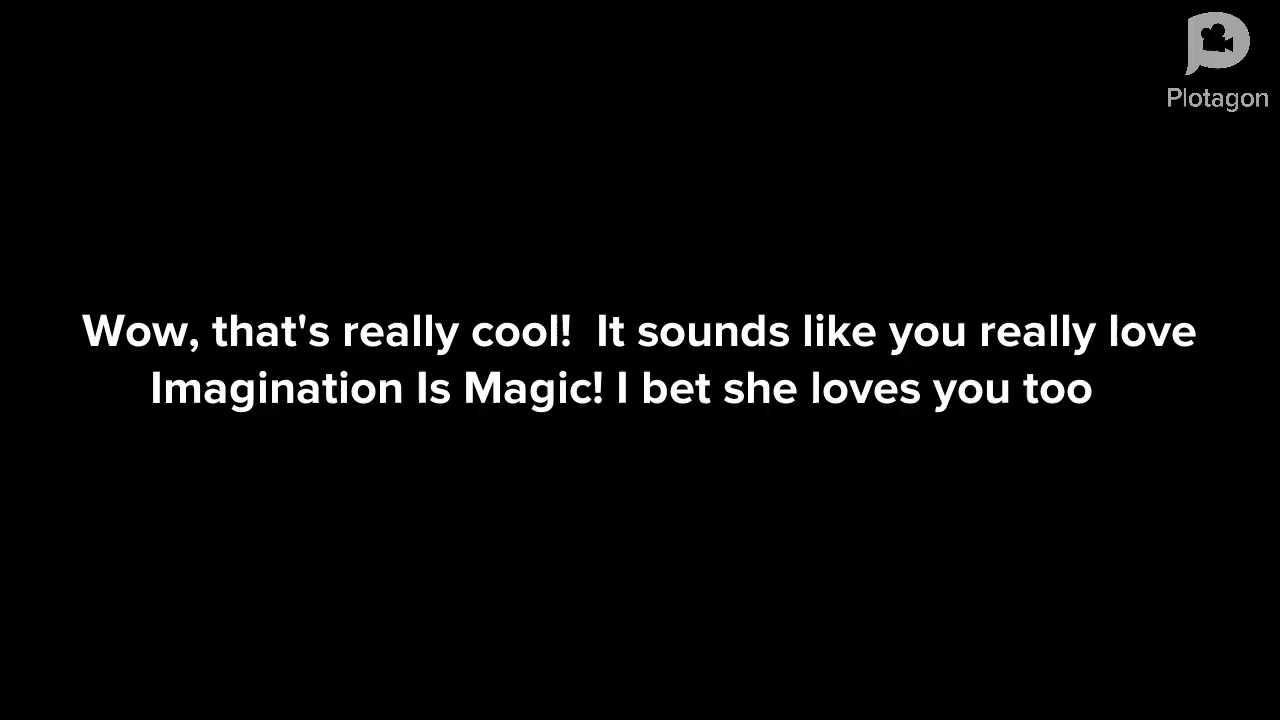 Plotagon
Wow, that's really cool!  It sounds like you really love
Imagination Is Magic! I bet she loves you too